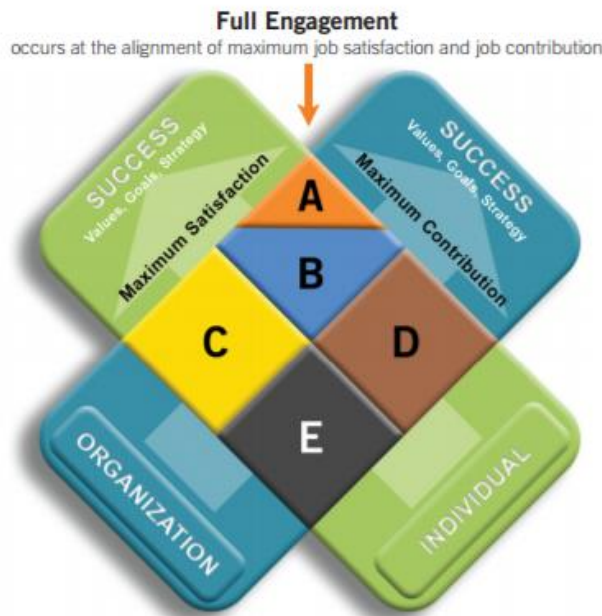 Full Engagement
occurs at the alignment of maximum job satisfaction and job contribution
SUCCESS
Values, Goals, Strategy
Maximum Satisfaction
SUCCESS
Values, Goals, Strategy
Maximum Contribution
A
B
C
D
E
ORGANIZATION
INDIVIDUAL